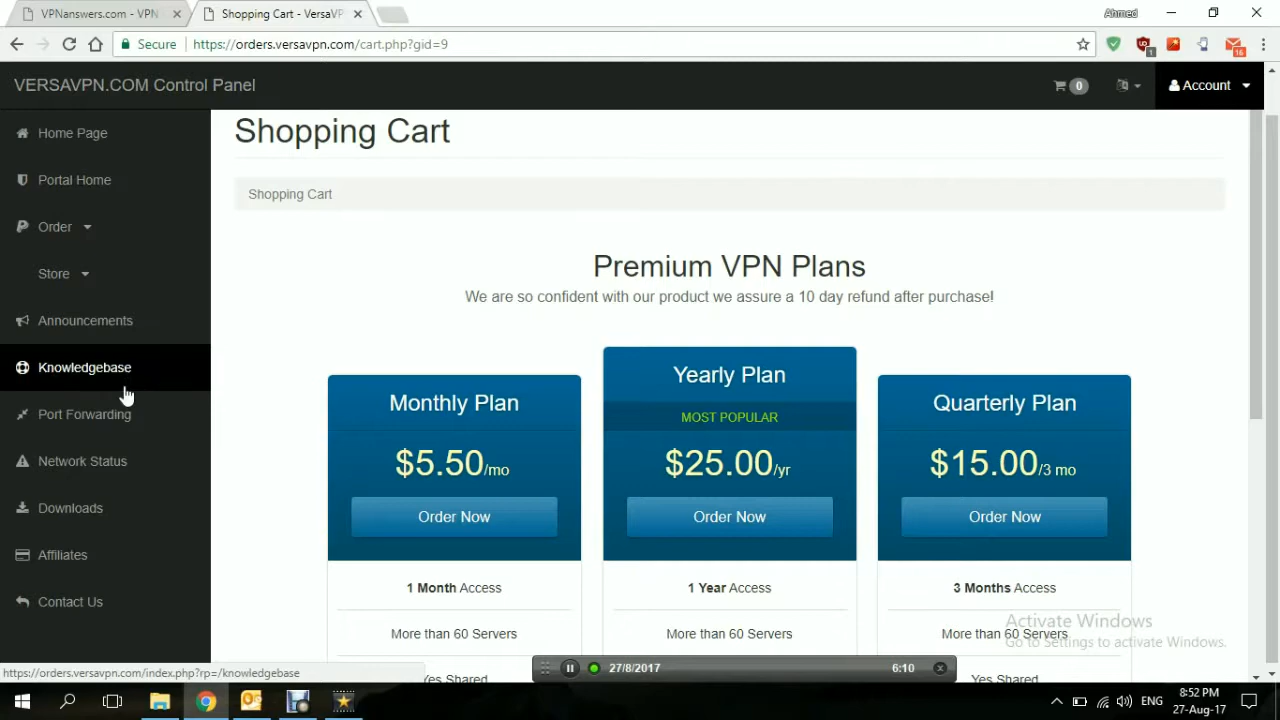 VPNanswers.com - VPN
Shopping Cart - VersaVP
Ahmed
Secure
https://orders.versavpn.com/cart.php?gid=9
1
16
VERSAVPN.COM Control Panel
0
Account
Home Page
Portal Home
Order
Store
Announcements
Knowledgebase
Port Forwarding
Network Status
Downloads
Affiliates
Contact Us
Shopping Cart
Shopping Cart
Premium VPN Plans
We are so confident with our product we assure a 10 day refund after purchase!
Monthly Plan
$5.50/mo
Order Now
1 Month Access
More than 60 Servers
Yes Shared
Yearly Plan
MOST POPULAR
$25.00/yr
Order Now
1 Year Access
More than 60 Servers
Quarterly Plan
$15.00/3 mo
Order Now
3 Months Access
More than 60 Servers
Yes Shared
Activate Windows
Go to Settings to activate Windows.
https://orders.versavpn.com/index.php?rp=/knowledgebase
27/8/2017
6:10
ENG
8:52 PM
27-Aug-17